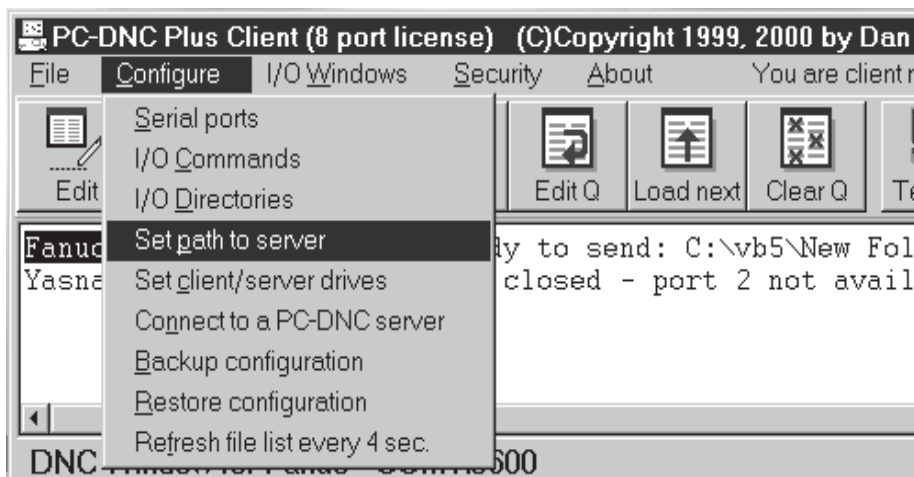 PC-DNC Plus Client (8 port license) (C)Copyright 1999, 2000 by Dan
File Configure I/O Windows Security About You are client
Serial ports
I/O Commands
I/O Directories
Set path to server
Set client/server drives
Connect to a PC-DNC server
Backup configuration
Restore configuration
Refresh file list every 4 sec.
Edit Edit Q Load next Clear Q
to send: C:\vb5\New Fol
closed - port 2 not avail
DNC